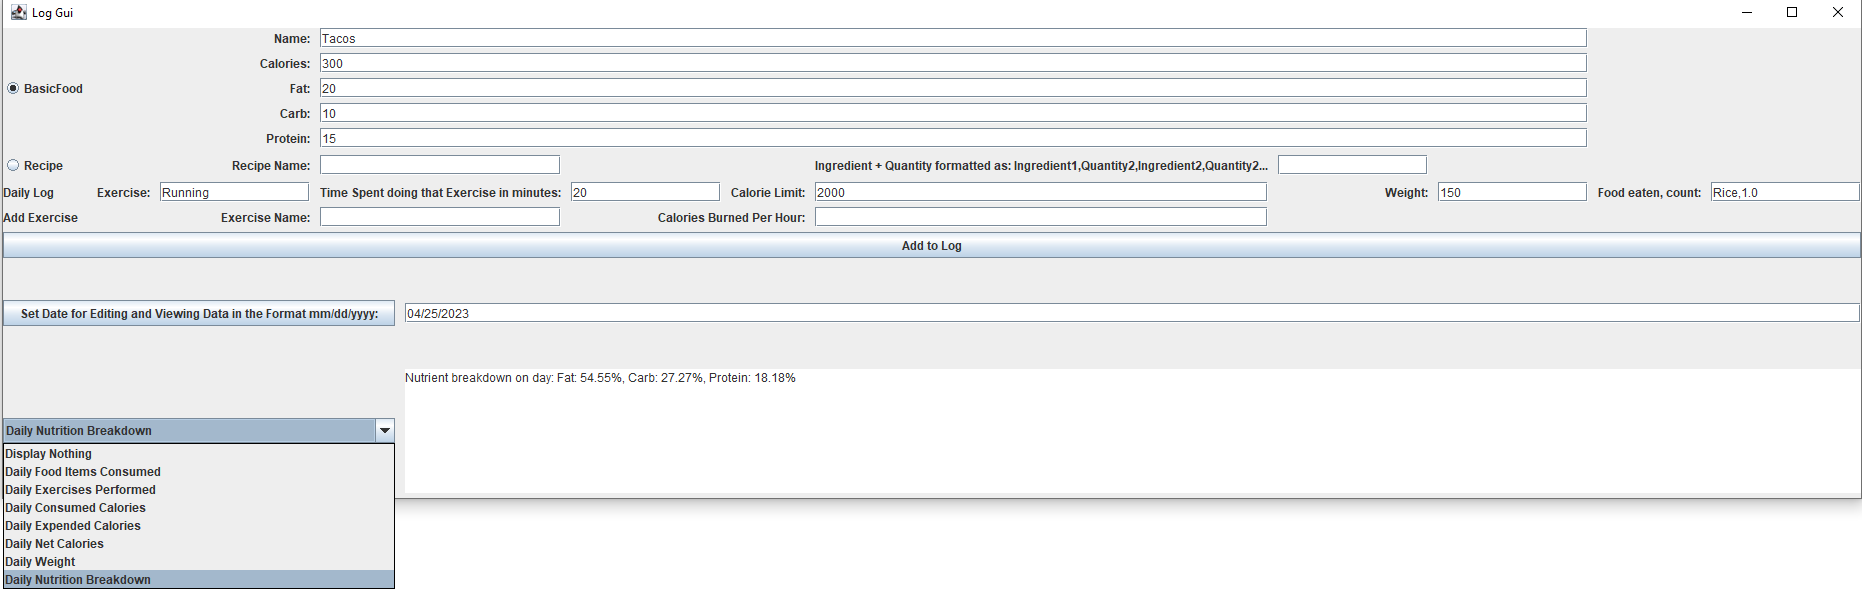 Log Gui
Name: Tacos
Calories: 300
BasicFood Fat: 20
Carb: 10
Protein: 15
Recipe Recipe Name: Ingredient + Quantity formatted as: Ingredient1,Quantity2,Ingredient2,Quantity2...
Daily Log Exercise: Running Time Spent doing that Exercise in minutes: 20 Calorie Limit: 2000 Weight: 150 Food eaten, count: Rice,1.0
Add Exercise Exercise Name: Calories Burned Per Hour:
Add to Log
Set Date for Editing and Viewing Data in the Format mm/dd/yyyy: 04/25/2023
Nutrient breakdown on day: Fat: 54.55%, Carb: 27.27%, Protein: 18.18%
Daily Nutrition Breakdown
Display Nothing
Daily Food Items Consumed
Daily Exercises Performed
Daily Consumed Calories
Daily Expended Calories
Daily Net Calories
Daily Weight
Daily Nutrition Breakdown